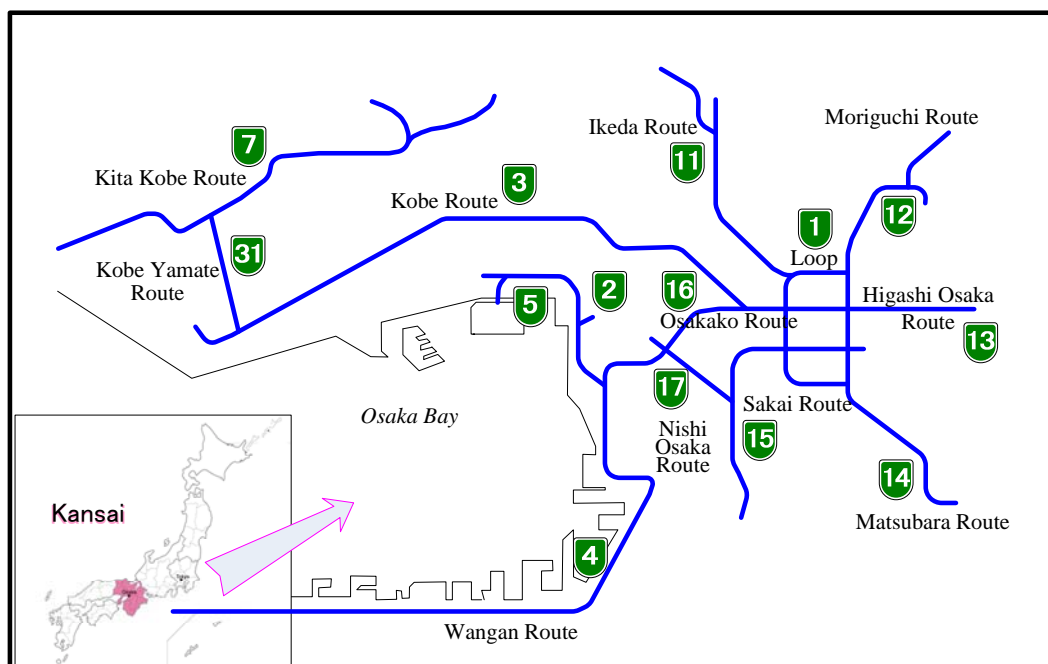 Moriguchi Route
Ikeda Route
11
7
Kita Kobe Route
3
Kobe Route
12
1
Loop
31
Kobe Yamate
Route
2
16
5
Osakako Route
Higashi Osaka
Route
13
17
Osaka Bay
Nishi
Osaka
Route
Sakai Route
15
14
Matsubara Route
Kansai
4
Wangan Route